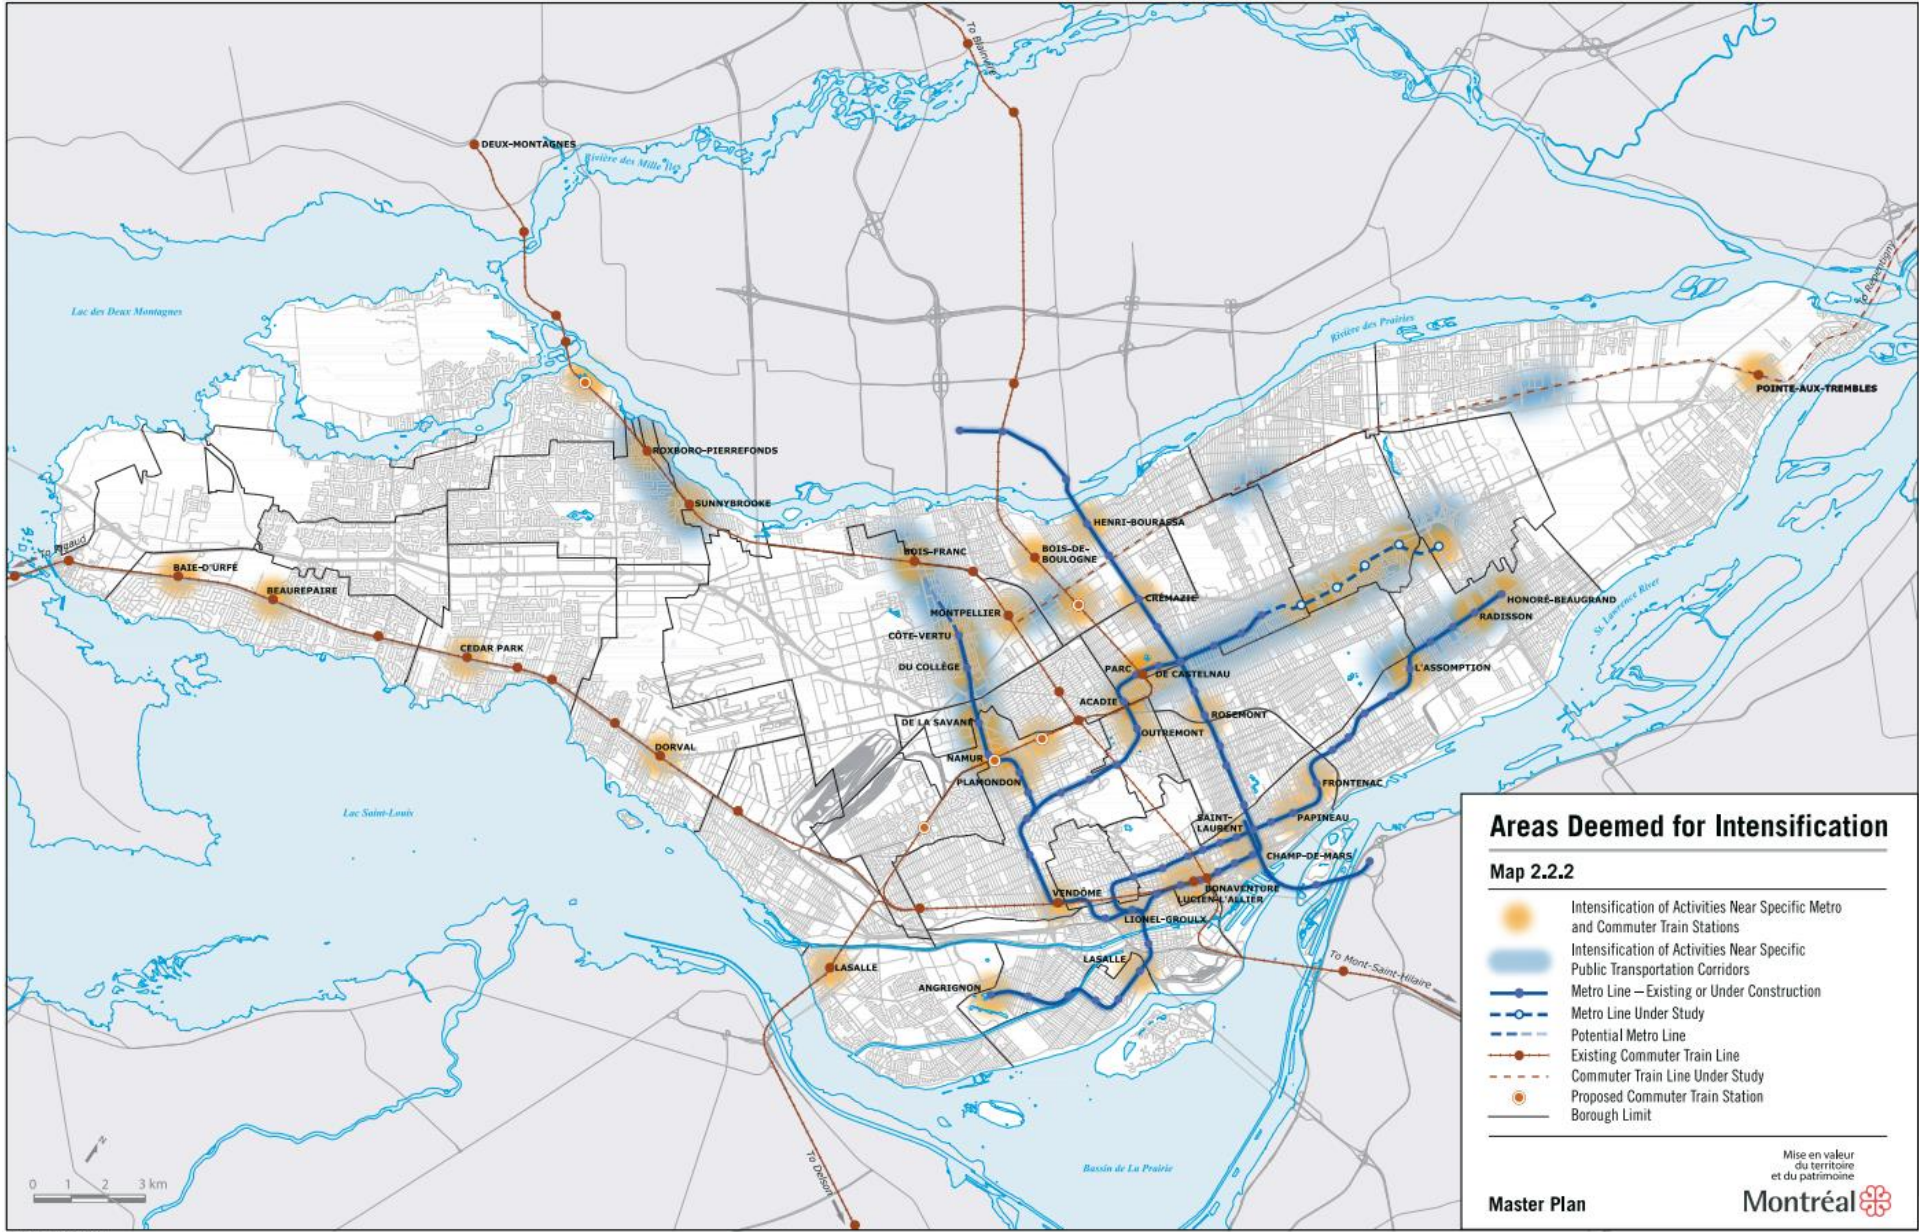 To Blainville
DEUX-MONTAGNES
Rivière des Mille Îles
To Repentigny
Lac des Deux Montagnes
Rivière des Prairies
POINTE-AUX-TREMBLES
ROXBORO-PIERREFONDS
SUNNYBROOKE
HENRI-BOURASSA
To Rigaud
BOIS-FRANC
BOIS-DE-
BOULOGNE
BAIE-D'URFÉ
BEAUREPAIRE
CRÉMAZIE
HONORÉ-BEAUGRAND
RADISSON
St. Lawrence River
MONTPELLIER
CÔTE-VERTU
CEDAR PARK
DU COLLÈGE
PARC
DE CASTELNAU
L'ASSOMPTION
ACADIE
ROSEMONT
DE LA SAVANE
OUTREMONT
DORVAL
NAMUR
PLAMONDON
FRONTENAC
Lac Saint-Louis
SAINT-
LAURENT
PAPINEAU
CHAMP-DE-MARS
VENDÔME
BONAVENTURE
LUCIEN-L'ALLIER
LIONEL-GROULX
LASALLE
LASALLE
ANGRIGNON
To Mont-Saint-Hilaire
To Delson
Bassin de La Prairie
N
0 1 2 3 km
Areas Deemed for Intensification
Map 2.2.2
Intensification of Activities Near Specific Metro
and Commuter Train Stations
Intensification of Activities Near Specific
Public Transportation Corridors
Metro Line – Existing or Under Construction
Metro Line Under Study
Potential Metro Line
Existing Commuter Train Line
Commuter Train Line Under Study
Proposed Commuter Train Station
Borough Limit
Mise en valeur
du territoire
et du patrimoine
Master Plan
Montréal